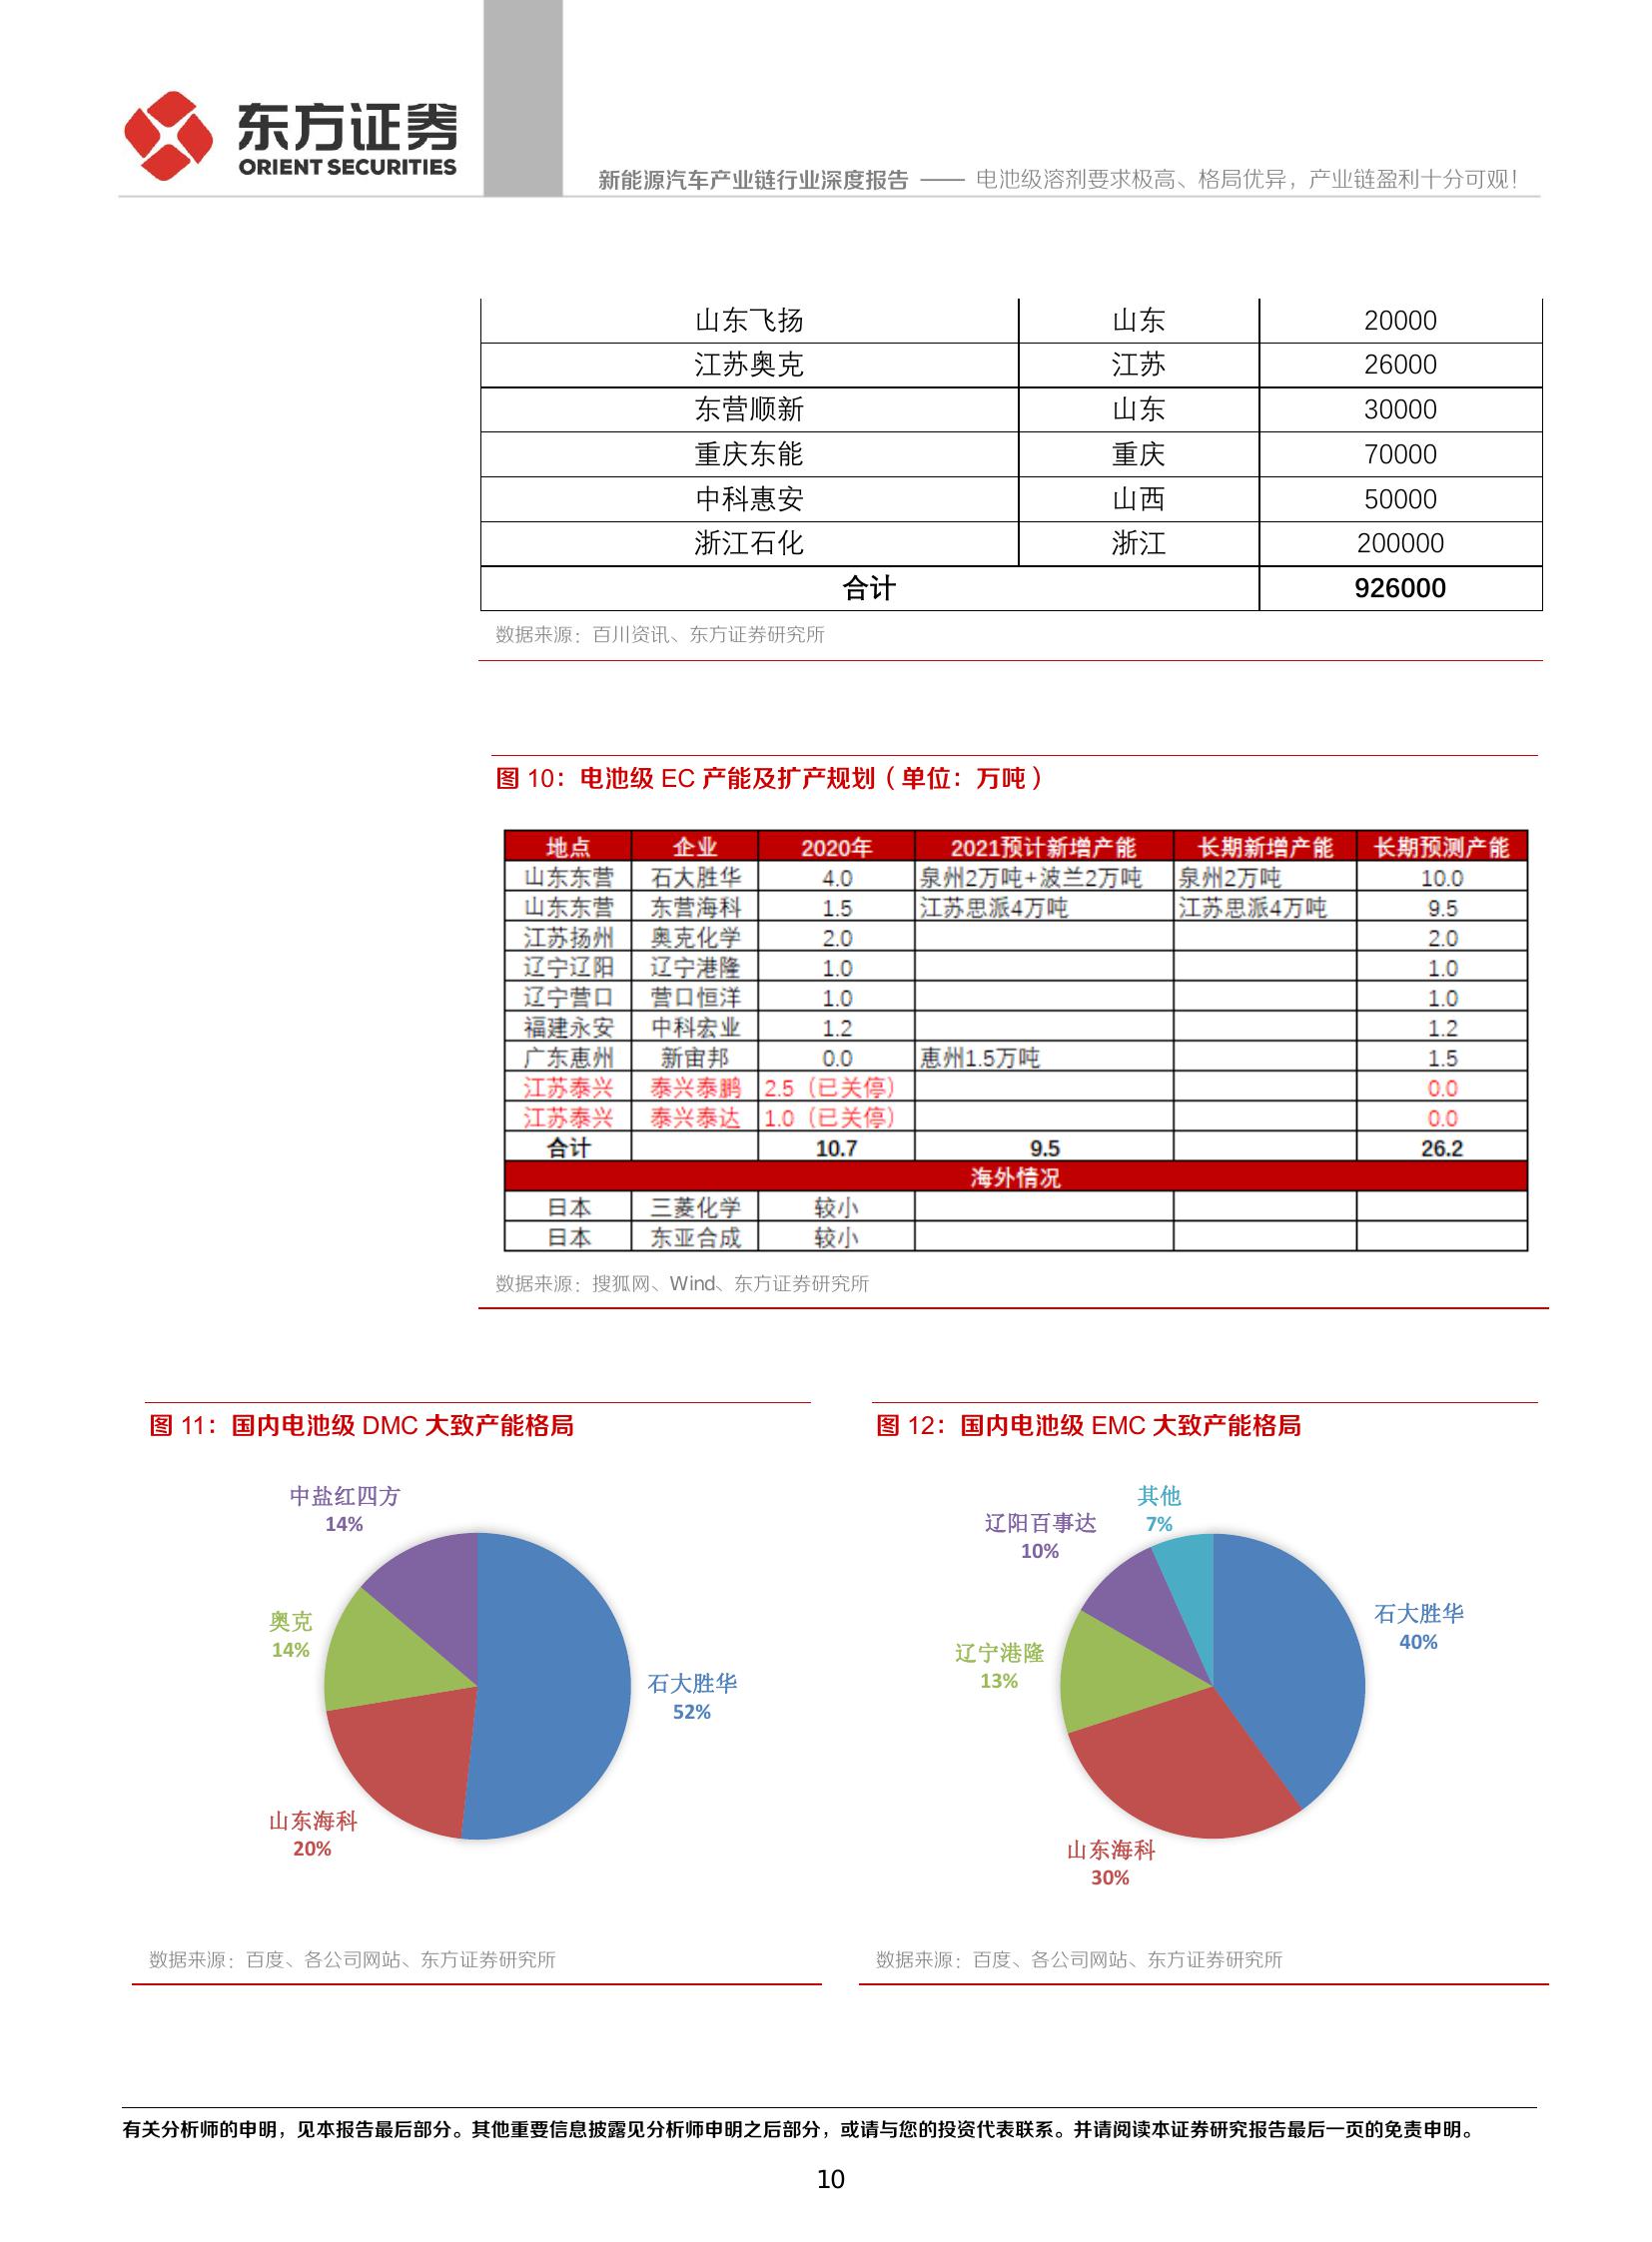 东方证券
ORIENT SECURITIES
新能源汽车产业链行业深度报告 —— 电池级溶剂要求极高、格局优异，产业链盈利十分可观！
山东飞扬 山东 20000
江苏奥克 江苏 26000
东营顺新 山东 30000
重庆东能 重庆 70000
中科惠安 山西 50000
浙江石化 浙江 200000
合计 926000
数据来源：百川资讯、东方证券研究所
图 10：电池级 EC 产能及扩产规划（单位：万吨）
地点 企业 2020年 2021预计新增产能 长期新增产能 长期预测产能
山东东营 石大胜华 4.0 泉州2万吨+波兰2万吨 泉州2万吨 10.0
山东东营 东营海科 1.5 江苏思派4万吨 江苏思派4万吨 9.5
江苏扬州 奥克化学 2.0 2.0
辽宁辽阳 辽宁港隆 1.0 1.0
辽宁营口 营口恒洋 1.0 1.0
福建永安 中科宏业 1.2 1.2
广东惠州 新宙邦 0.0 惠州1.5万吨 1.5
江苏泰兴 泰兴泰鹏 2.5（已关停） 0.0
江苏泰兴 泰兴泰达 1.0（已关停） 0.0
合计 10.7 9.5 26.2
海外情况
日本 三菱化学 较小
日本 东亚合成 较小
数据来源：搜狐网、Wind、东方证券研究所
图 11：国内电池级 DMC 大致产能格局
中盐红四方
14%
奥克
14%
石大胜华
52%
山东海科
20%
数据来源：百度、各公司网站、东方证券研究所
图 12：国内电池级 EMC 大致产能格局
其他
7%
辽阳百事达
10%
石大胜华
40%
辽宁港隆
13%
山东海科
30%
数据来源：百度、各公司网站、东方证券研究所
有关分析师的申明，见本报告最后部分。其他重要信息披露见分析师申明之后部分，或请与您的投资代表联系。并请阅读本证券研究报告最后一页的免责申明。
10